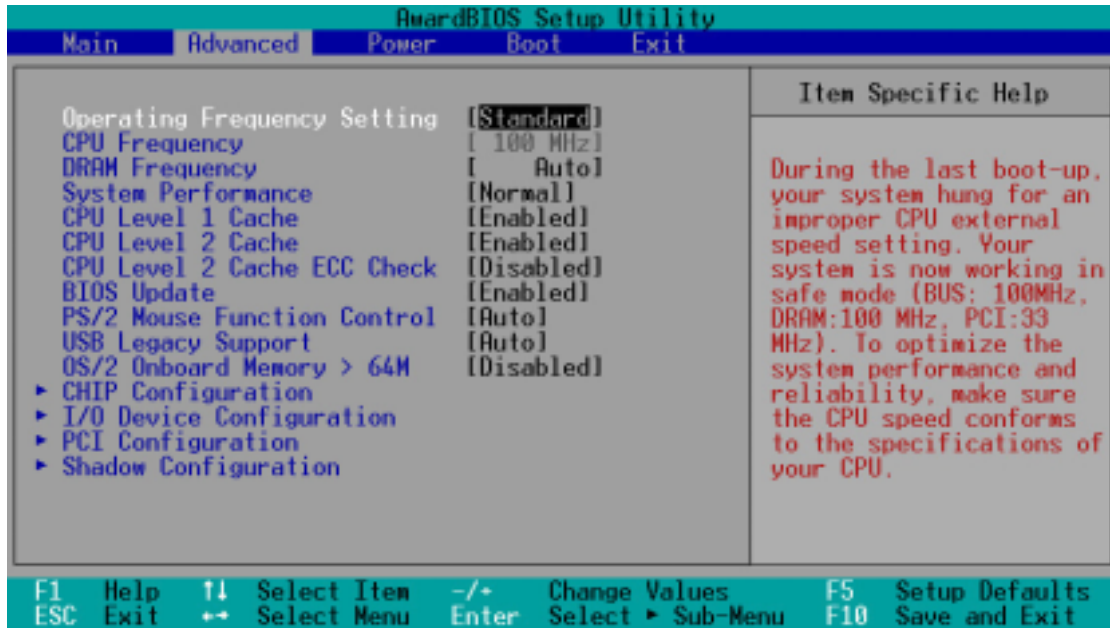 AwardBIOS Setup Utility
Main Advanced Power Boot Exit
Operating Frequency Setting [Standard]
CPU Frequency [ 100 MHz]
DRAM Frequency [ Auto]
System Performance [Normal]
CPU Level 1 Cache [Enabled]
CPU Level 2 Cache [Enabled]
CPU Level 2 Cache ECC Check [Disabled]
BIOS Update [Enabled]
PS/2 Mouse Function Control [Auto]
USB Legacy Support [Auto]
OS/2 Onboard Memory > 64M [Disabled]
► CHIP Configuration
► I/O Device Configuration
► PCI Configuration
► Shadow Configuration
Item Specific Help
During the last boot-up,
your system hung for an
improper CPU external
speed setting. Your
system is now working in
safe mode (BUS: 100MHz,
DRAM:100 MHz, PCI:33
MHz). To optimize the
system performance and
reliability, make sure
the CPU speed conforms
to the specifications of
your CPU.
F1 Help ↑↓ Select Item -/+ Change Values F5 Setup Defaults
ESC Exit ←→ Select Menu Enter Select ► Sub-Menu F10 Save and Exit